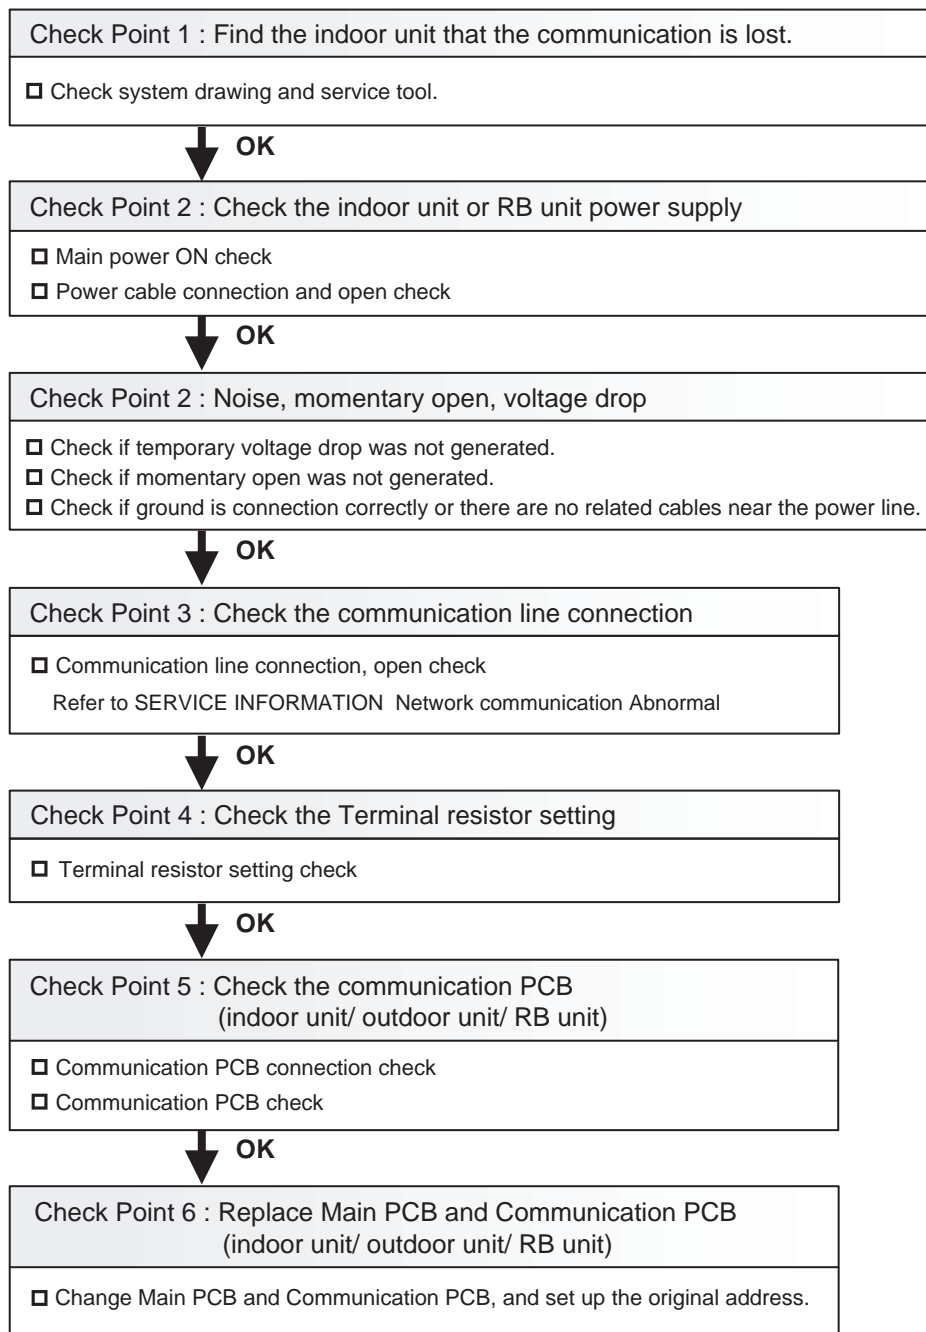 Check Point 1 : Find the indoor unit that the communication is lost.
Check system drawing and service tool.
OK
Check Point 2 : Check the indoor unit or RB unit power supply
Main power ON check
Power cable connection and open check
OK
Check Point 2 : Noise, momentary open, voltage drop
Check if temporary voltage drop was not generated.
Check if momentary open was not generated.
Check if ground is connection correctly or there are no related cables near the power line.
OK
Check Point 3 : Check the communication line connection
Communication line connection, open check
Refer to SERVICE INFORMATION Network communication Abnormal
OK
Check Point 4 : Check the Terminal resistor setting
Terminal resistor setting check
OK
Check Point 5 : Check the communication PCB
(indoor unit/ outdoor unit/ RB unit)
Communication PCB connection check
Communication PCB check
OK
Check Point 6 : Replace Main PCB and Communication PCB
(indoor unit/ outdoor unit/ RB unit)
Change Main PCB and Communication PCB, and set up the original address.